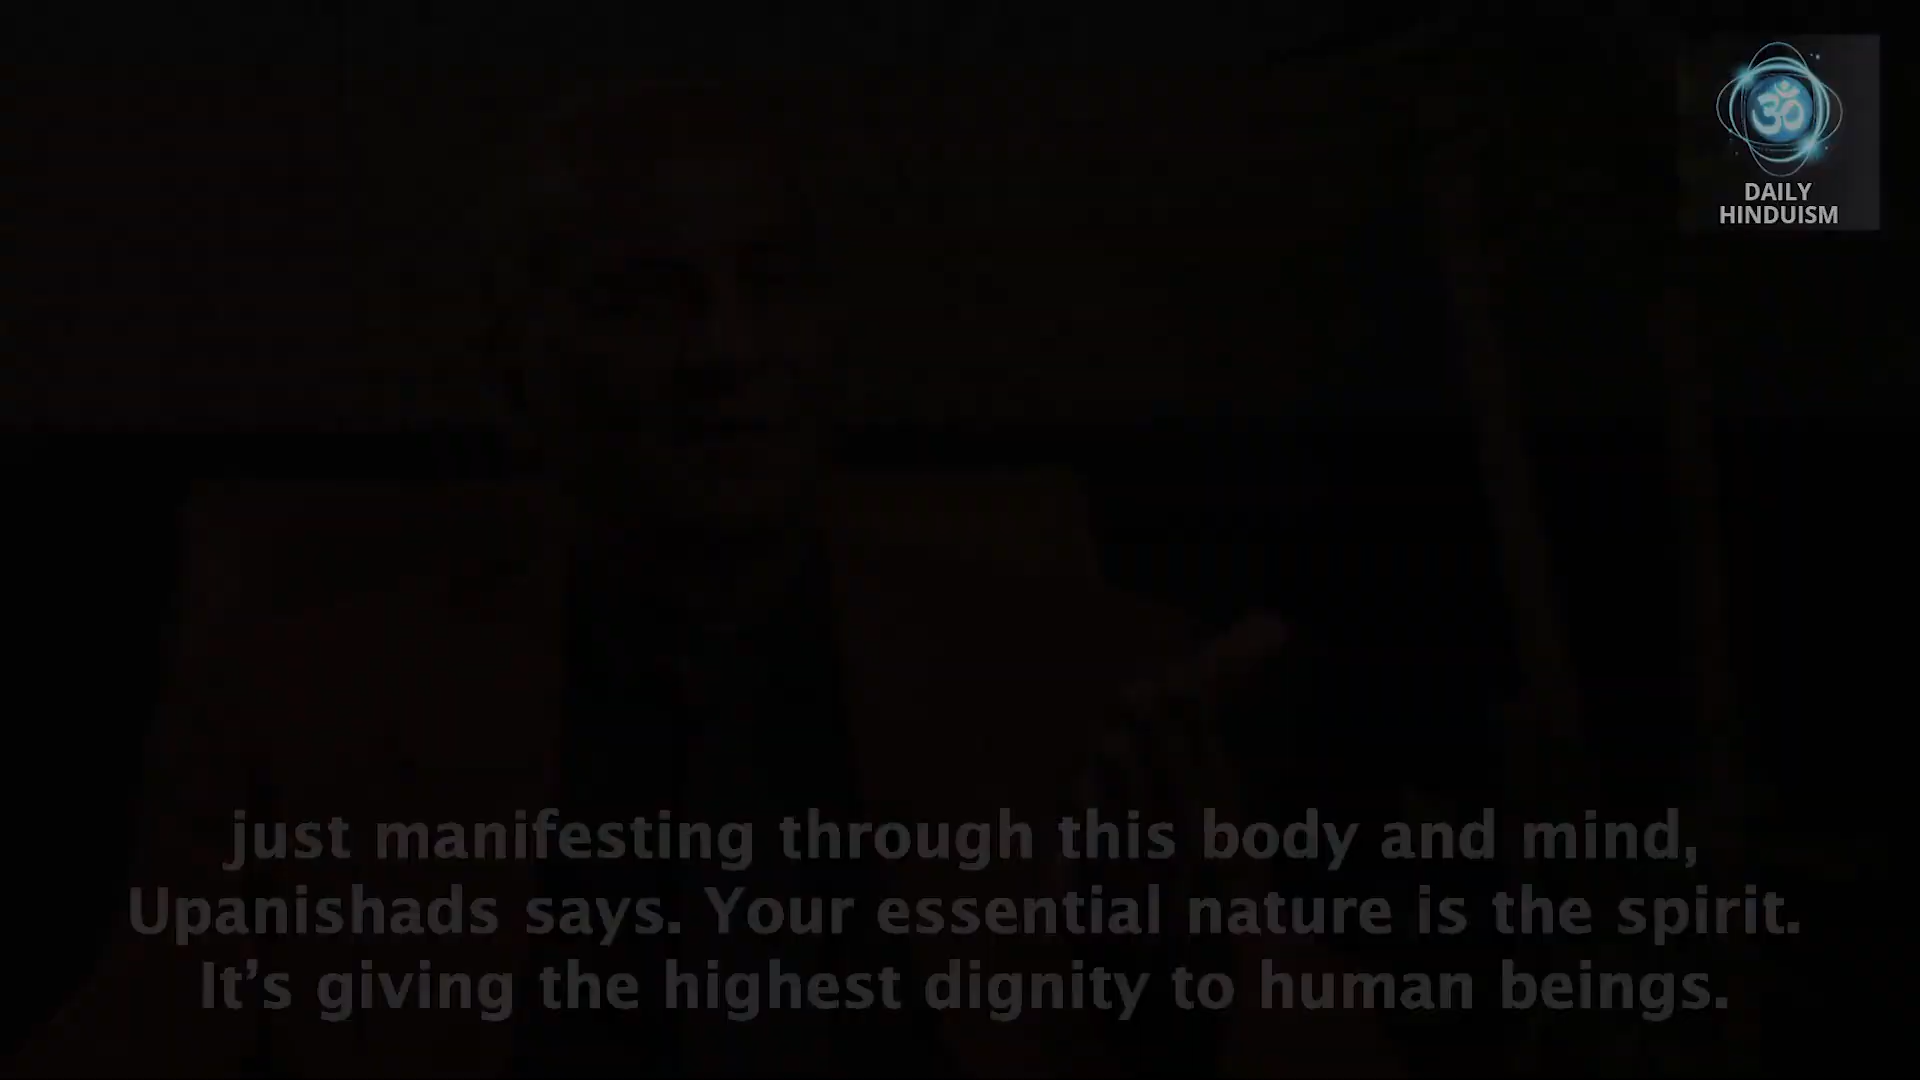 ॐ
DAILY
HINDUISM
just manifesting through this body and mind,
Upanishads says. Your essential nature is the spirit.
It’s giving the highest dignity to human beings.